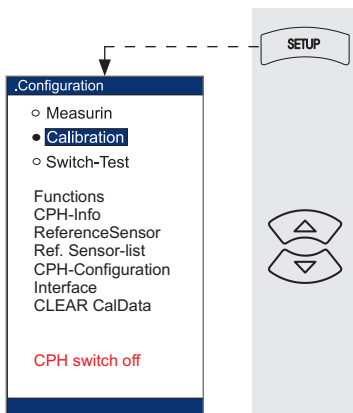 SETUP
.Configuration
Measurin
Calibration
Switch-Test
Functions
CPH-Info
ReferenceSensor
Ref. Sensor-list
CPH-Configuration
Interface
CLEAR CalData
CPH switch off